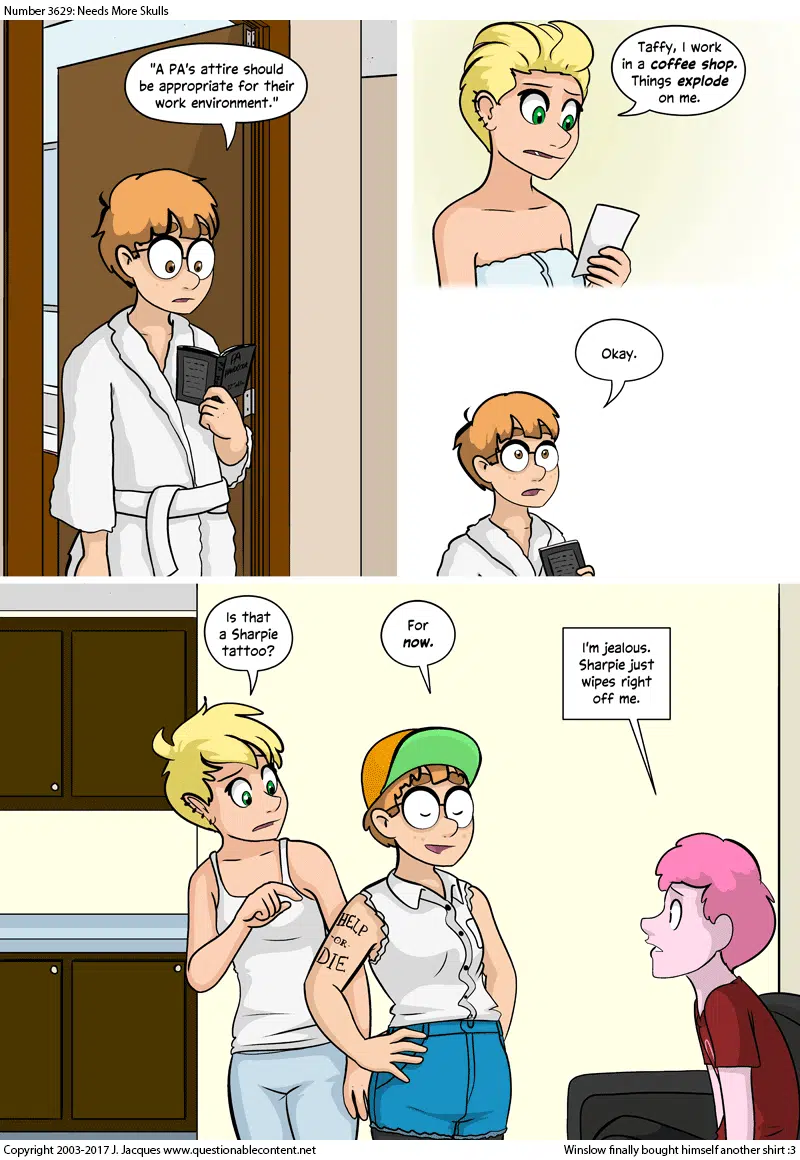 Number 3629: Needs More Skulls
"A PA's attire should
be appropriate for their
work environment."
Taffy, I work
in a coffee shop.
Things explode
on me.
Okay.
Is that
a Sharpie
tattoo?
For
now.
I'm jealous.
Sharpie just
wipes right
off me.
HELP
-OR-
DIE
Copyright 2003-2017 J. Jacques www.questionablecontent.net
Winslow finally bought himself another shirt :3